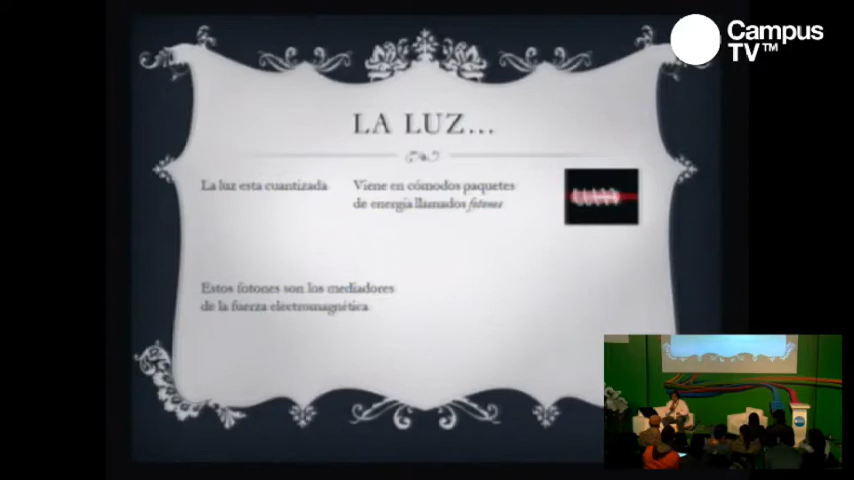 Campus
TV™
LA LUZ...
La luz esta cuantizada
Viene en cómodos paquetes
de energía llamados fotones
Estos fotones son los mediadores
de la fuerza electromagnética